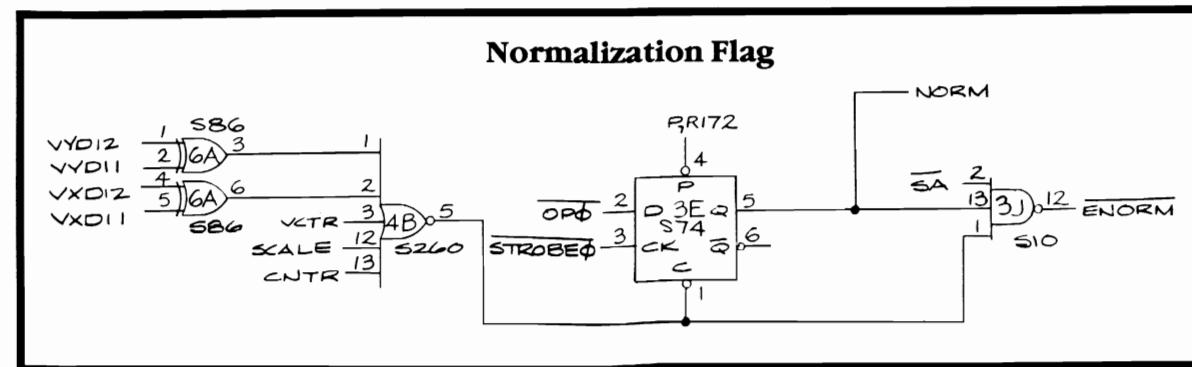 Normalization Flag
VYD12 1 S86
VYD11 2 6A 3
VXD12 4
VXD11 5 6A 6
S86
1
2
VCTR 3 4B 5
SCALE 12 S260
CNTR 13
P,R172
4
P
OPϕ 2 D 3E Q 5
S74
STROBEϕ 3 CK Q 6
C
1
NORM
SA 2
13 3J 12 ENORM
1
S10